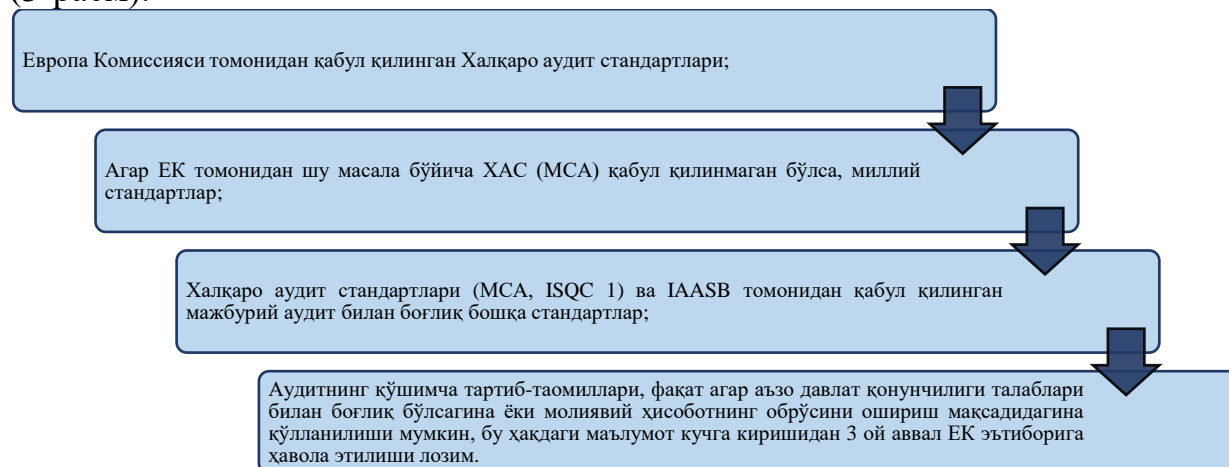 Европа Комиссияси томонидан қабул қилинган Халқаро аудит стандартлари;
Агар ЕК томонидан шу масала бўйича ХАС (МСА) қабул қилинмаган бўлса, миллий
стандартлар;
Халқаро аудит стандартлари (МСА, ISQC 1) ва IAASB томонидан қабул қилинган
мажбурий аудит билан боғлиқ бошқа стандартлар;
Аудитнинг қўшимча тартиб-таомиллари, фақат агар аъзо давлат қонунчилиги талаблари
билан боғлиқ бўлсагина ёки молиявий ҳисоботнинг обрўсини ошириш мақсадидагина
қўлланилиши мумкин, бу ҳақдаги маълумот кучга киришидан 3 ой аввал ЕК эътиборига
ҳавола этилиши лозим.